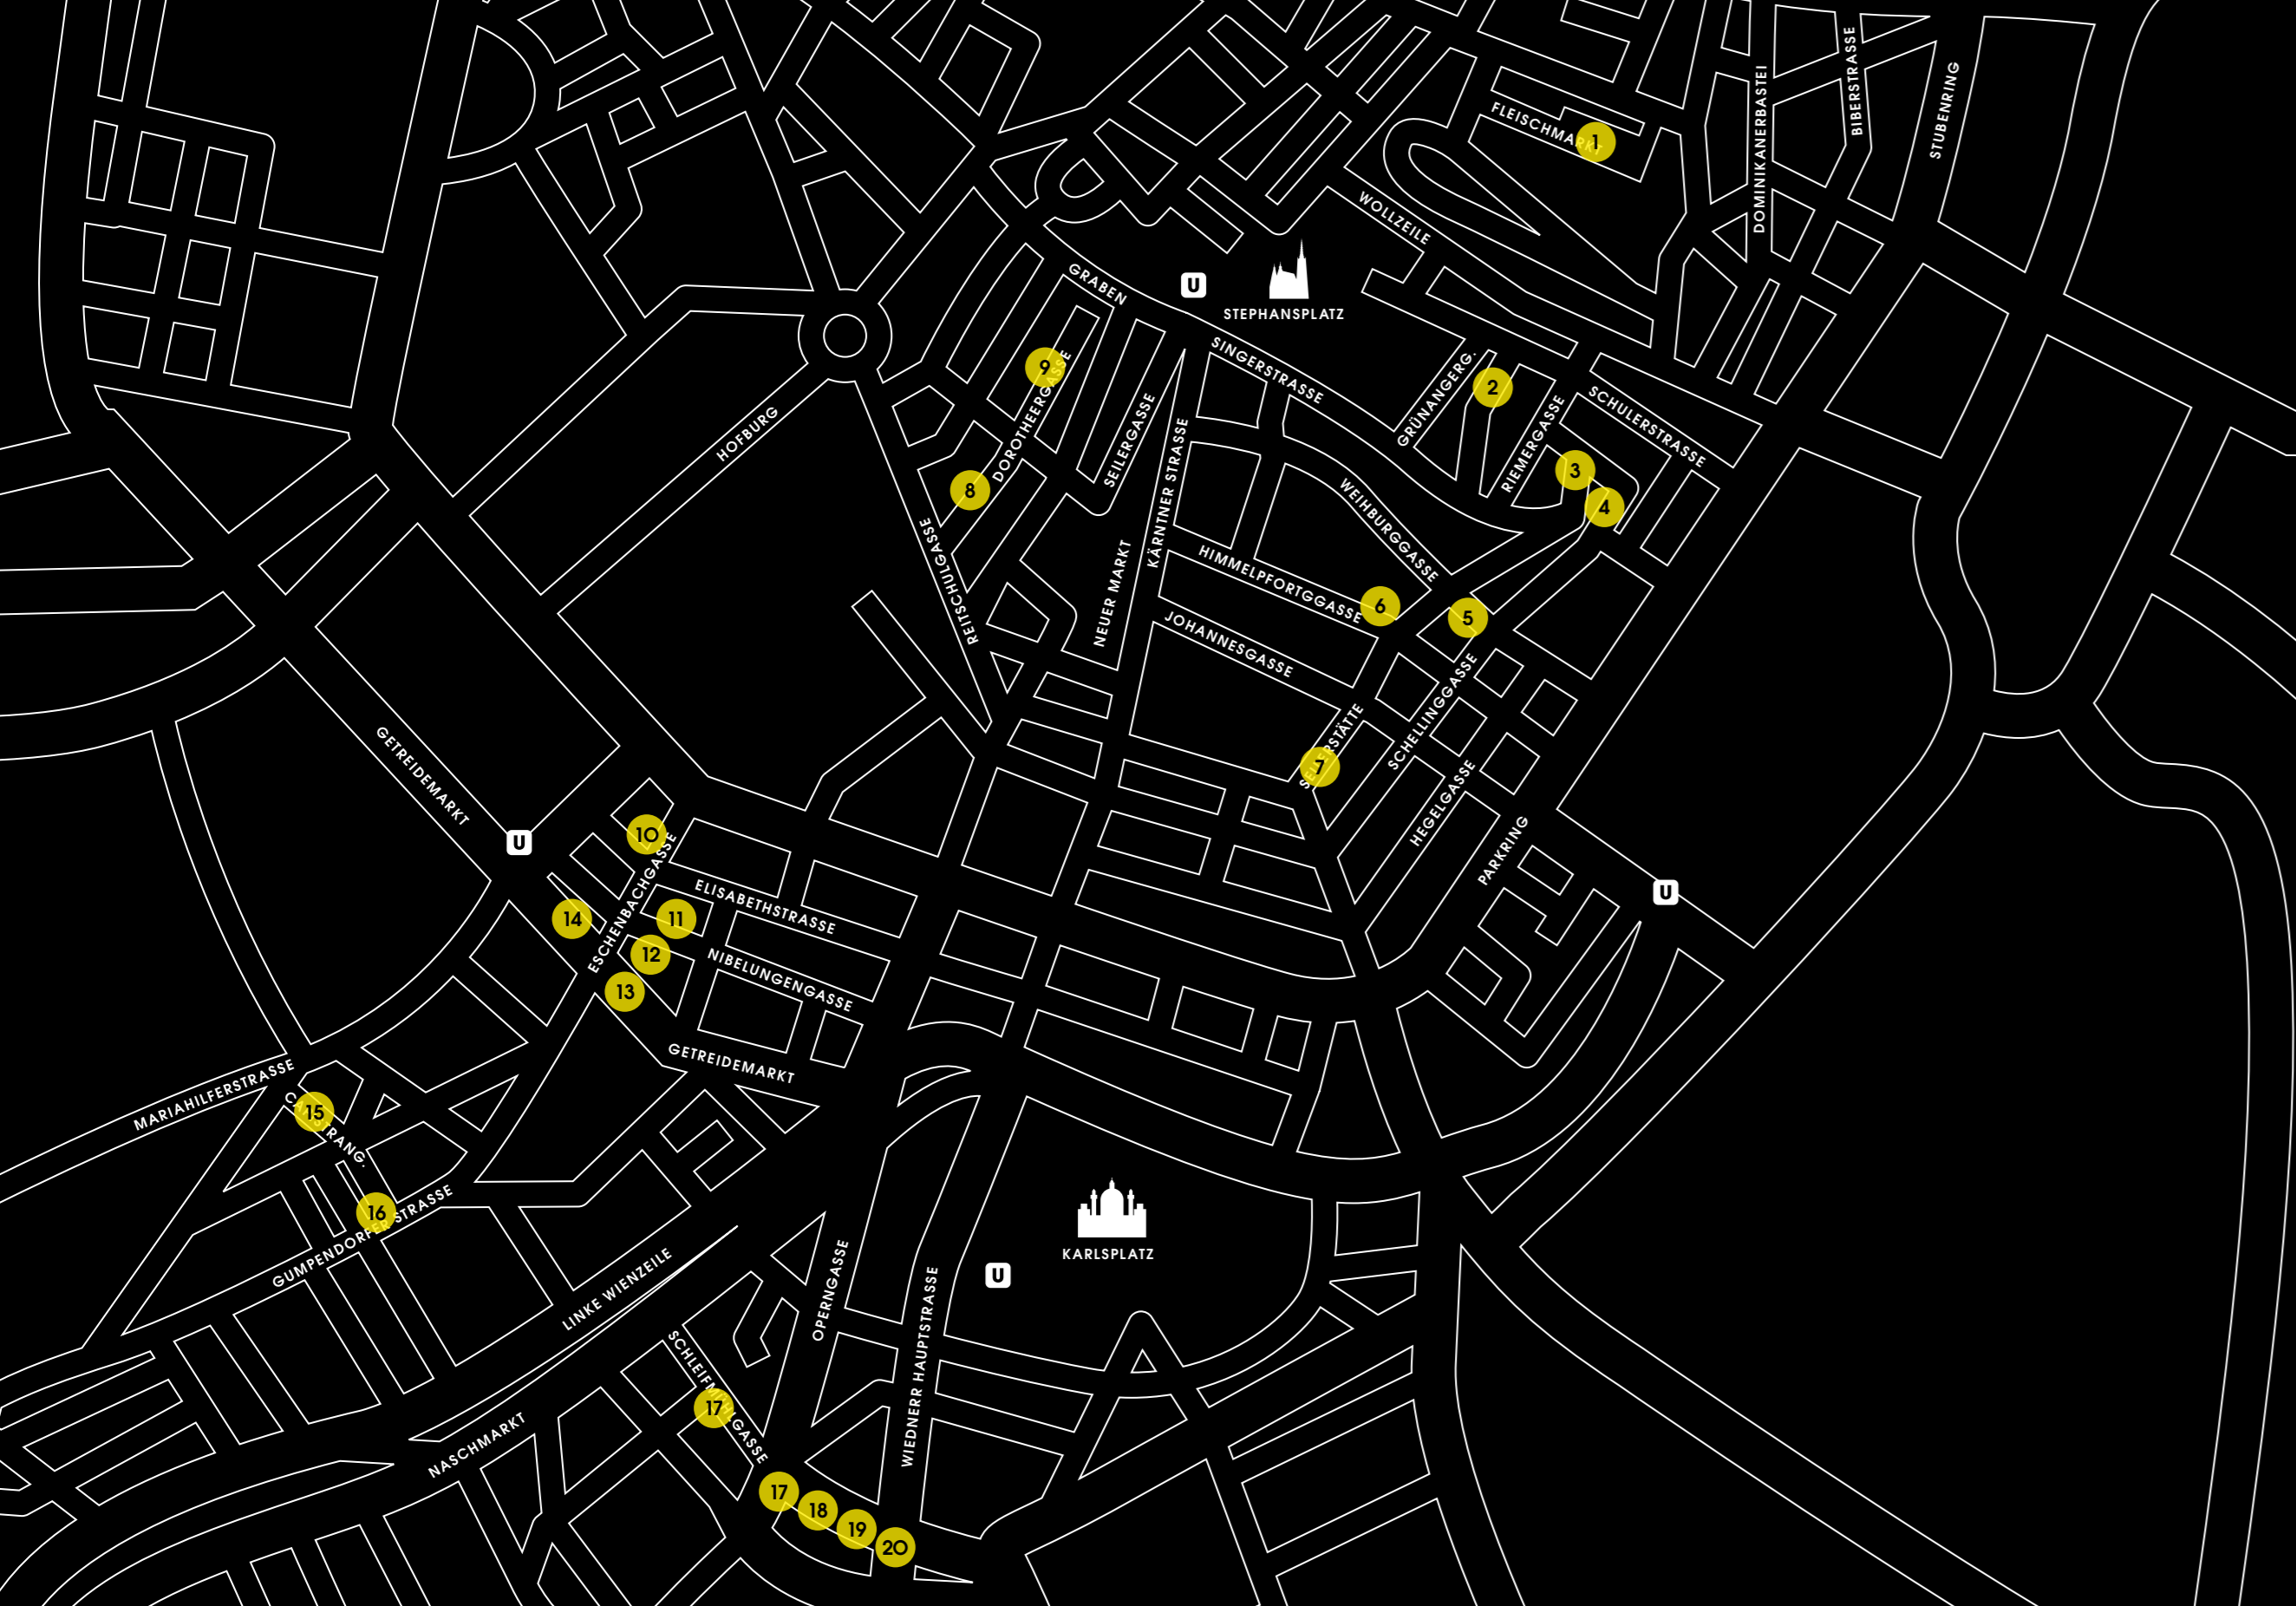 BIBERSTRASSE
STUBENRING
DOMINIKANERBASTEI
FLEISCHMARKT
1
WOLLZEILE
GRABEN
U
STEPHANSPLATZ
SINGERSTRASSE
GRÜNANGERG.
2
9
DOROTHEERGASSE
SEILERGASSE
RIEMERGASSE
SCHULERSTRASSE
HOFBURG
KÄRNTNER STRASSE
3
8
4
WEIHBURGGASSE
REITSCHULGASSE
NEUER MARKT
HIMMELPFORTGGASSE
6
5
JOHANNESGASSE
SCHELLINGGASSE
7
GETREIDEMARKT
HEGELGASSE
PARKRING
U
10
ESCHENBACHGASSE
ELISABETHSTRASSE
U
14
11
12
NIBELUNGENGASSE
13
GETREIDEMARKT
MARIAHILFERSTRASSE
15
16
GUMPENDORFER STRASSE
KARLSPLATZ
U
LINKE WIENZEILE
OPERNGASSE
WIEDNER HAUPTSTRASSE
17
NASCHMARKT
17
18
19
20